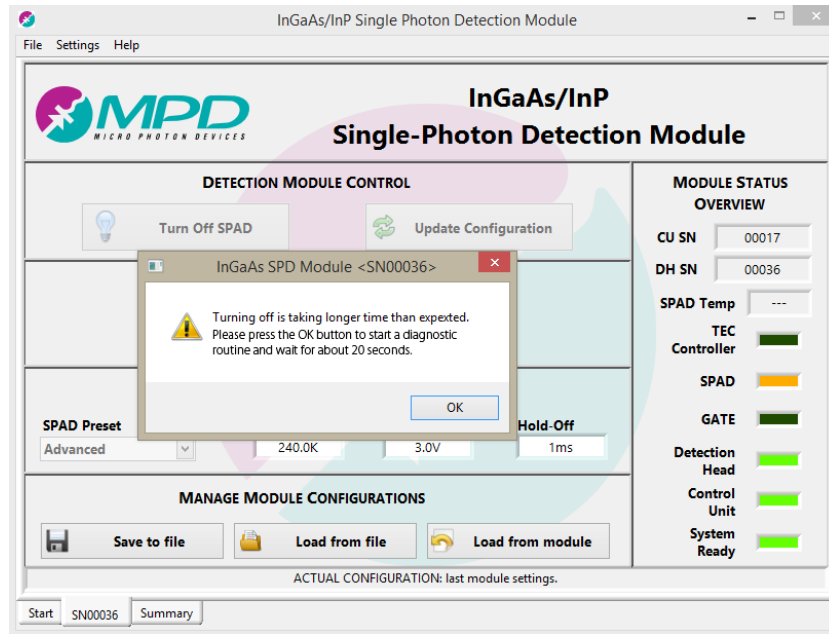 InGaAs/InP Single Photon Detection Module
File Settings Help
MPD
MICRO PHOTON DEVICES
InGaAs/InP
Single-Photon Detection Module
DETECTION MODULE CONTROL
Turn Off SPAD
Update Configuration
InGaAs SPD Module <SN00036>
Turning off is taking longer time than expexted.
Please press the OK button to start a diagnostic
routine and wait for about 20 seconds.
OK
SPAD Preset
Hold-Off
Advanced
240.0K
3.0V
1ms
MANAGE MODULE CONFIGURATIONS
Save to file
Load from file
Load from module
MODULE STATUS
OVERVIEW
CU SN 00017
DH SN 00036
SPAD Temp ---
TEC
Controller
SPAD
GATE
Detection
Head
Control
Unit
System
Ready
ACTUAL CONFIGURATION: last module settings.
Start SN00036 Summary